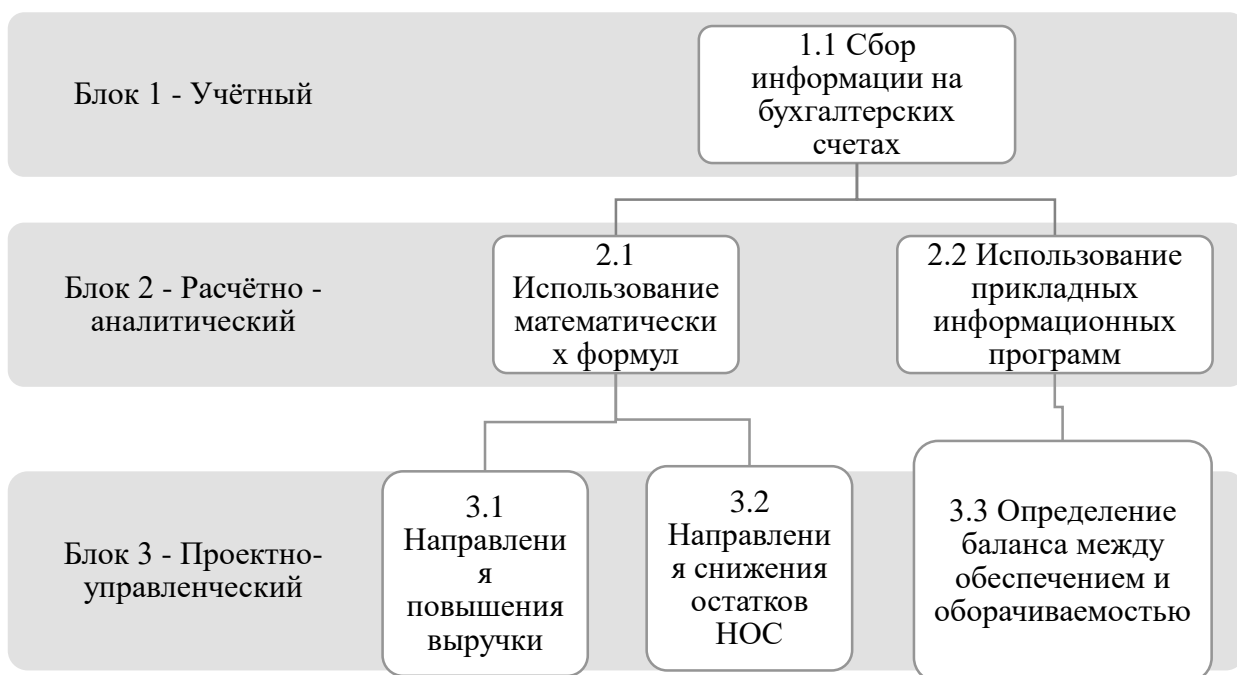 Блок 1 - Учётный
1.1 Сбор
информации на
бухгалтерских
счетах
Блок 2 - Расчётно -
аналитический
2.1
Использование
математически
х формул
2.2 Использование
прикладных
информационных
программ
Блок 3 - Проектно-
управленческий
3.1
Направлени
я
повышения
выручки
3.2
Направлени
я снижения
остатков
НОС
3.3 Определение
баланса между
обеспечением и
оборачиваемостью